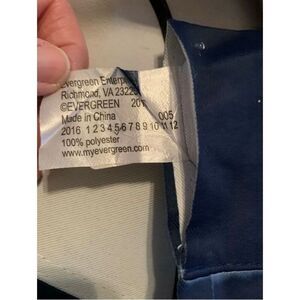 Evergreen Enterp
Richmond, VA 2322
©EVERGREEN 201
Made in China 005
2016 1 2 3 4 5 6 7 8 9 10 11 12
100% polyester
www.myevergreen.com